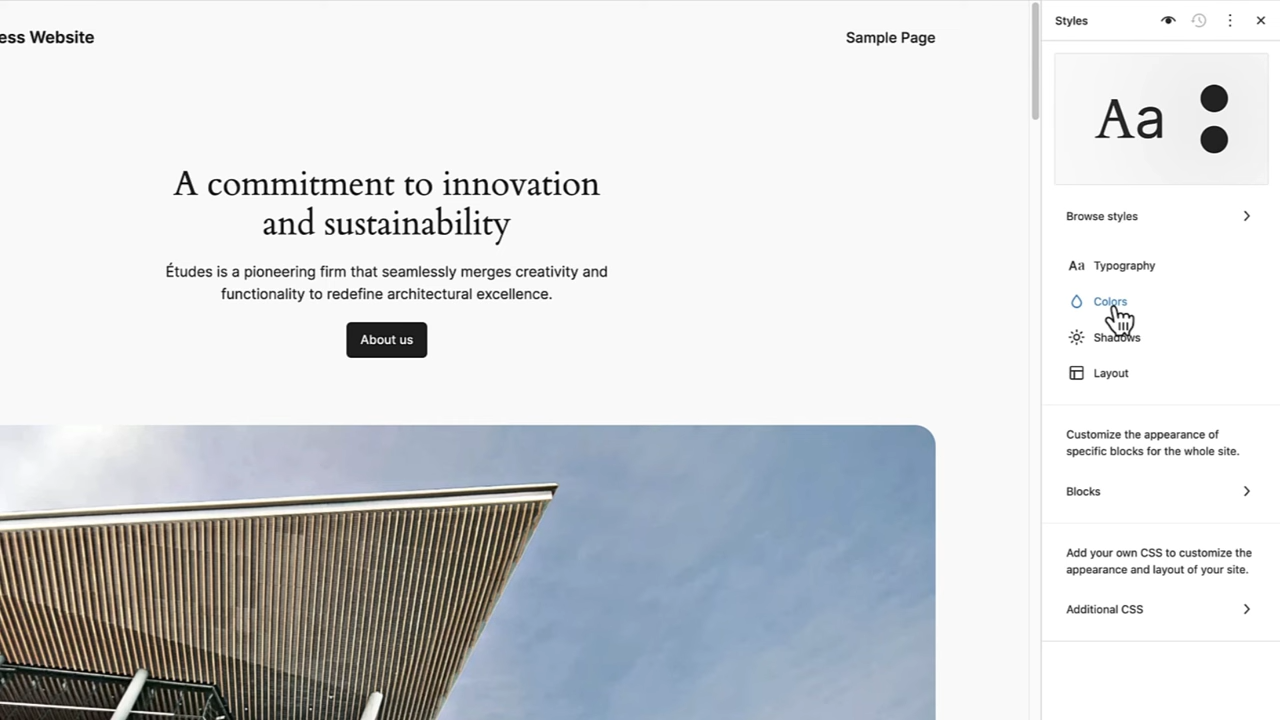 ess Website
Sample Page
A commitment to innovation
and sustainability
Études is a pioneering firm that seamlessly merges creativity and
functionality to redefine architectural excellence.
About us
Styles
Aa
Browse styles
Aa Typography
Colors
Shadows
Layout
Customize the appearance of
specific blocks for the whole site.
Blocks
Add your own CSS to customize the
appearance and layout of your site.
Additional CSS